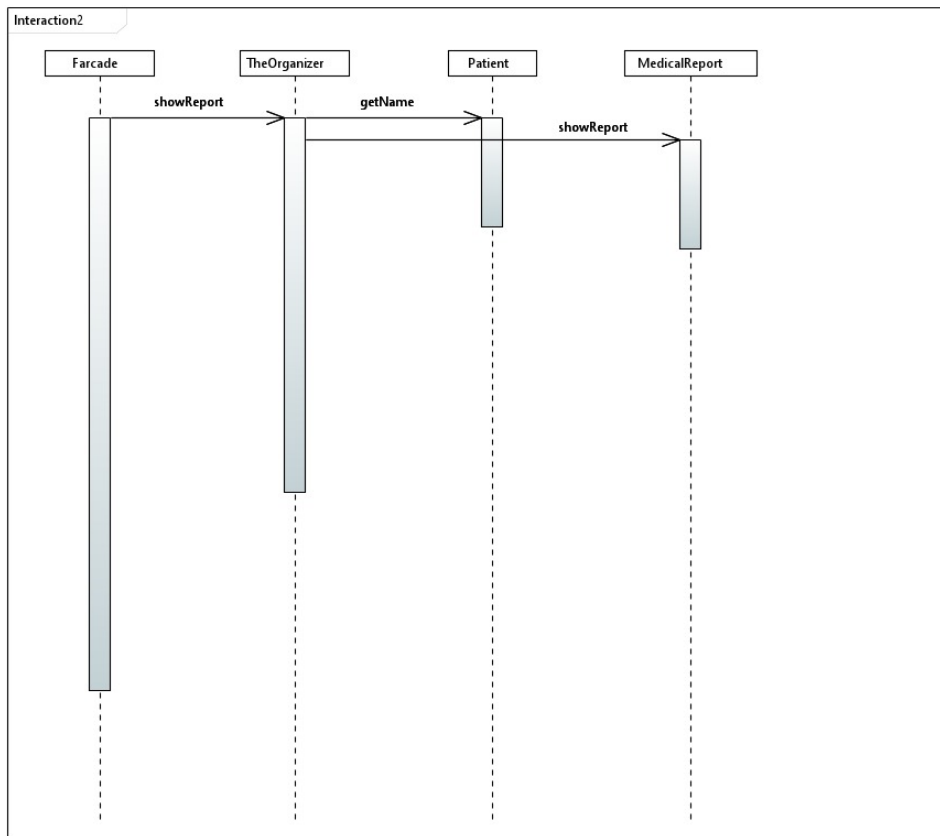 Interaction2
Farcade
TheOrganizer
Patient
MedicalReport
showReport
getName
showReport